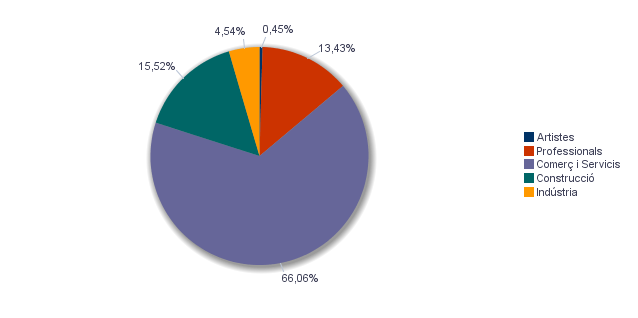 4,54%
0,45%
13,43%
15,52%
66,06%
Artistes
Professionals
Comerç i Servicis
Construcció
Indústria